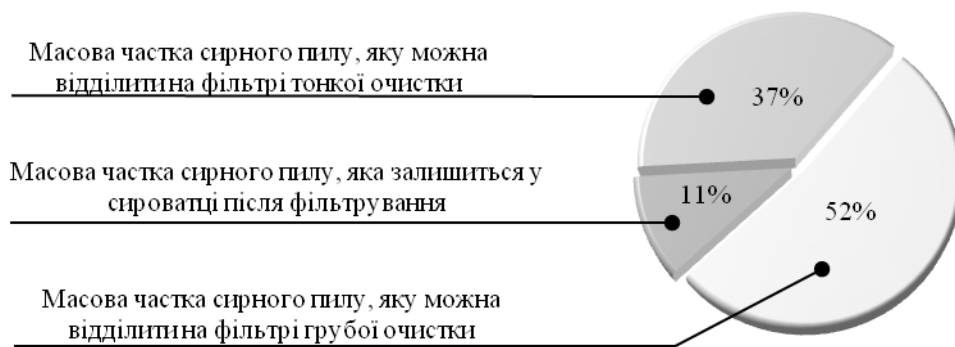 Масова частка сирного пилу, яку можна
відділити на фільтрі тонкої очистки
37%
Масова частка сирного пилу, яка залишиться у
сироватці після фільтрування
11%
52%
Масова частка сирного пилу, яку можна
відділити на фільтрі грубої очистки